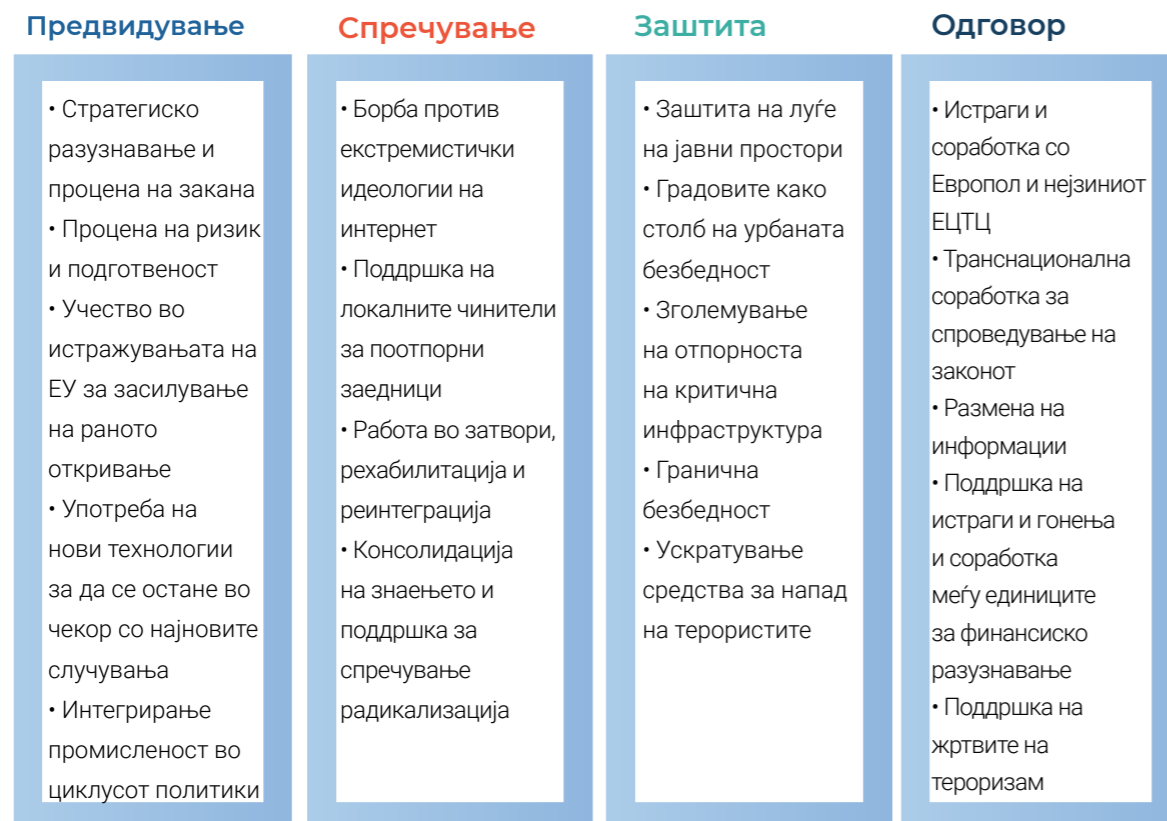 Предвидување
• Стратегиско
разузнавање и
процена на закана
• Процена на ризик
и подготвеност
• Учество во
истражувањата на
ЕУ за засилување
на раното
откривање
• Употреба на
нови технологии
за да се остане во
чекор со најновите
случувања
• Интегрирање
промисленост во
циклусот политики
Спречување
• Борба против
екстремистички
идеологии на
интернет
• Поддршка на
локалните чинители
за поотпорни
заедници
• Работа во затвори,
рехабилитација и
реинтеграција
• Консолидација
на знаењето и
поддршка за
спречување
радикализација
Заштита
• Заштита на луѓе
на јавни простори
• Градовите како
столб на урбаната
безбедност
• Зголемување
на отпорноста
на критична
инфраструктура
• Гранична
безбедност
• Ускратување
средства за напад
на терористите
Одговор
• Истраги и
соработка со
Европол и нејзиниот
ЕЦТЦ
• Транснационална
соработка за
спроведување на
законот
• Размена на
информации
• Поддршка на
истраги и гонења
и соработка
меѓу единиците
за финансиско
разузнавање
• Поддршка на
жртвите на
тероризам